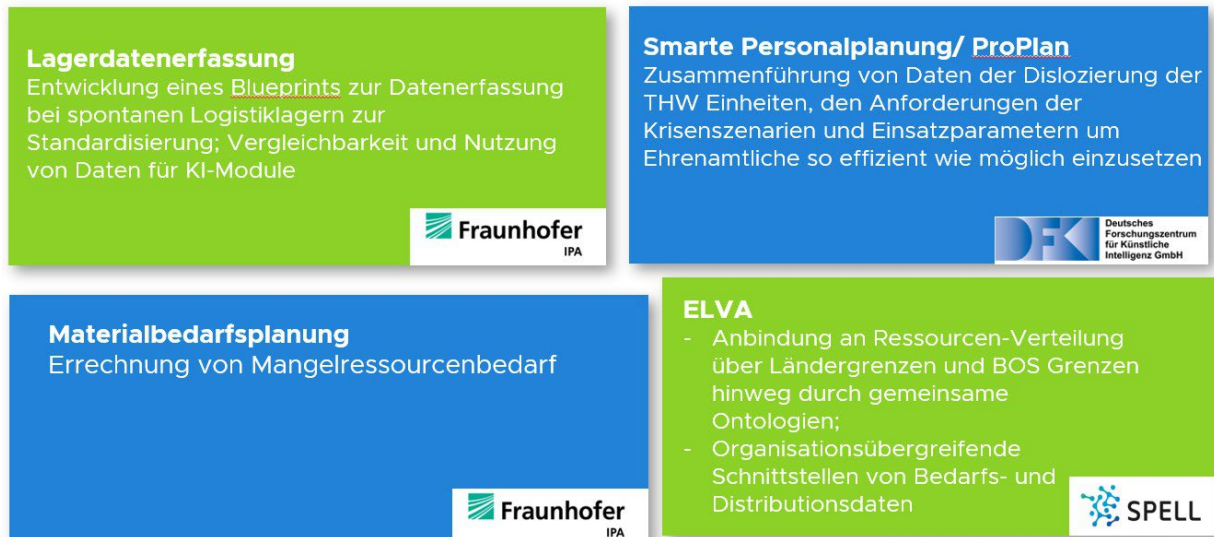 Lagerdatenerfassung
Entwicklung eines Blueprints zur Datenerfassung
bei spontanen Logistiklagern zur
Standardisierung; Vergleichbarkeit und Nutzung
von Daten für KI-Module
Fraunhofer
IPA
Smarte Personalplanung/ ProPlan
Zusammenführung von Daten der Dislozierung der
THW Einheiten, den Anforderungen der
Krisenszenarien und Einsatzparametern um
Ehrenamtliche so effizient wie möglich einzusetzen
DFK
Deutsches
Forschungszentrum
für Künstliche
Intelligenz GmbH
Materialbedarfsplanung
Errechnung von Mangelressourcenbedarf
Fraunhofer
IPA
ELVA
- Anbindung an Ressourcen-Verteilung
über Ländergrenzen und BOS Grenzen
hinweg durch gemeinsame
Ontologien;
- Organisationsübergreifende
Schnittstellen von Bedarfs- und
Distributionsdaten
SPELL